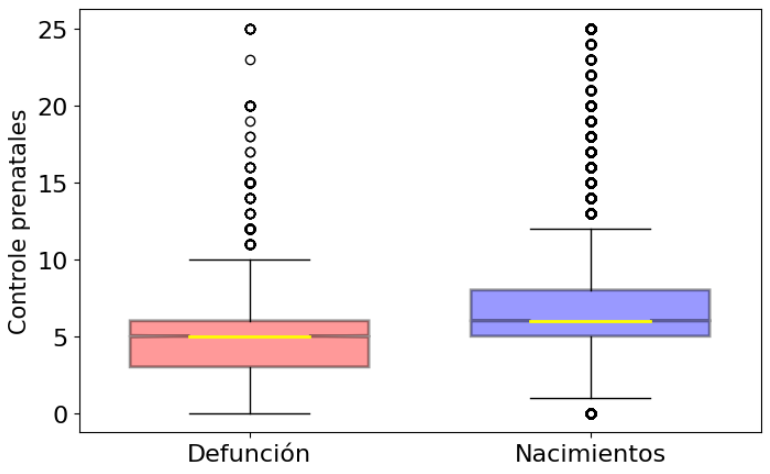 Controle prenatales
25
20
15
10
5
0
Defunción
Nacimientos